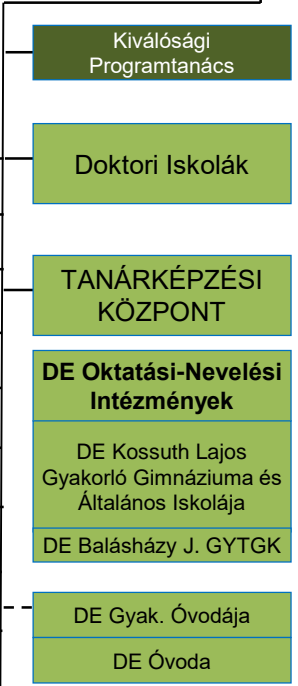 Kiválósági
Programtanács
Doktori Iskolák
TANÁRKÉPZÉSI
KÖZPONT
DE Oktatási-Nevelési
Intézmények
DE Kossuth Lajos
Gyakorló Gimnáziuma és
Általános Iskolája
DE Balásházy J. GYTGK
DE Gyak. Óvodája
DE Óvoda